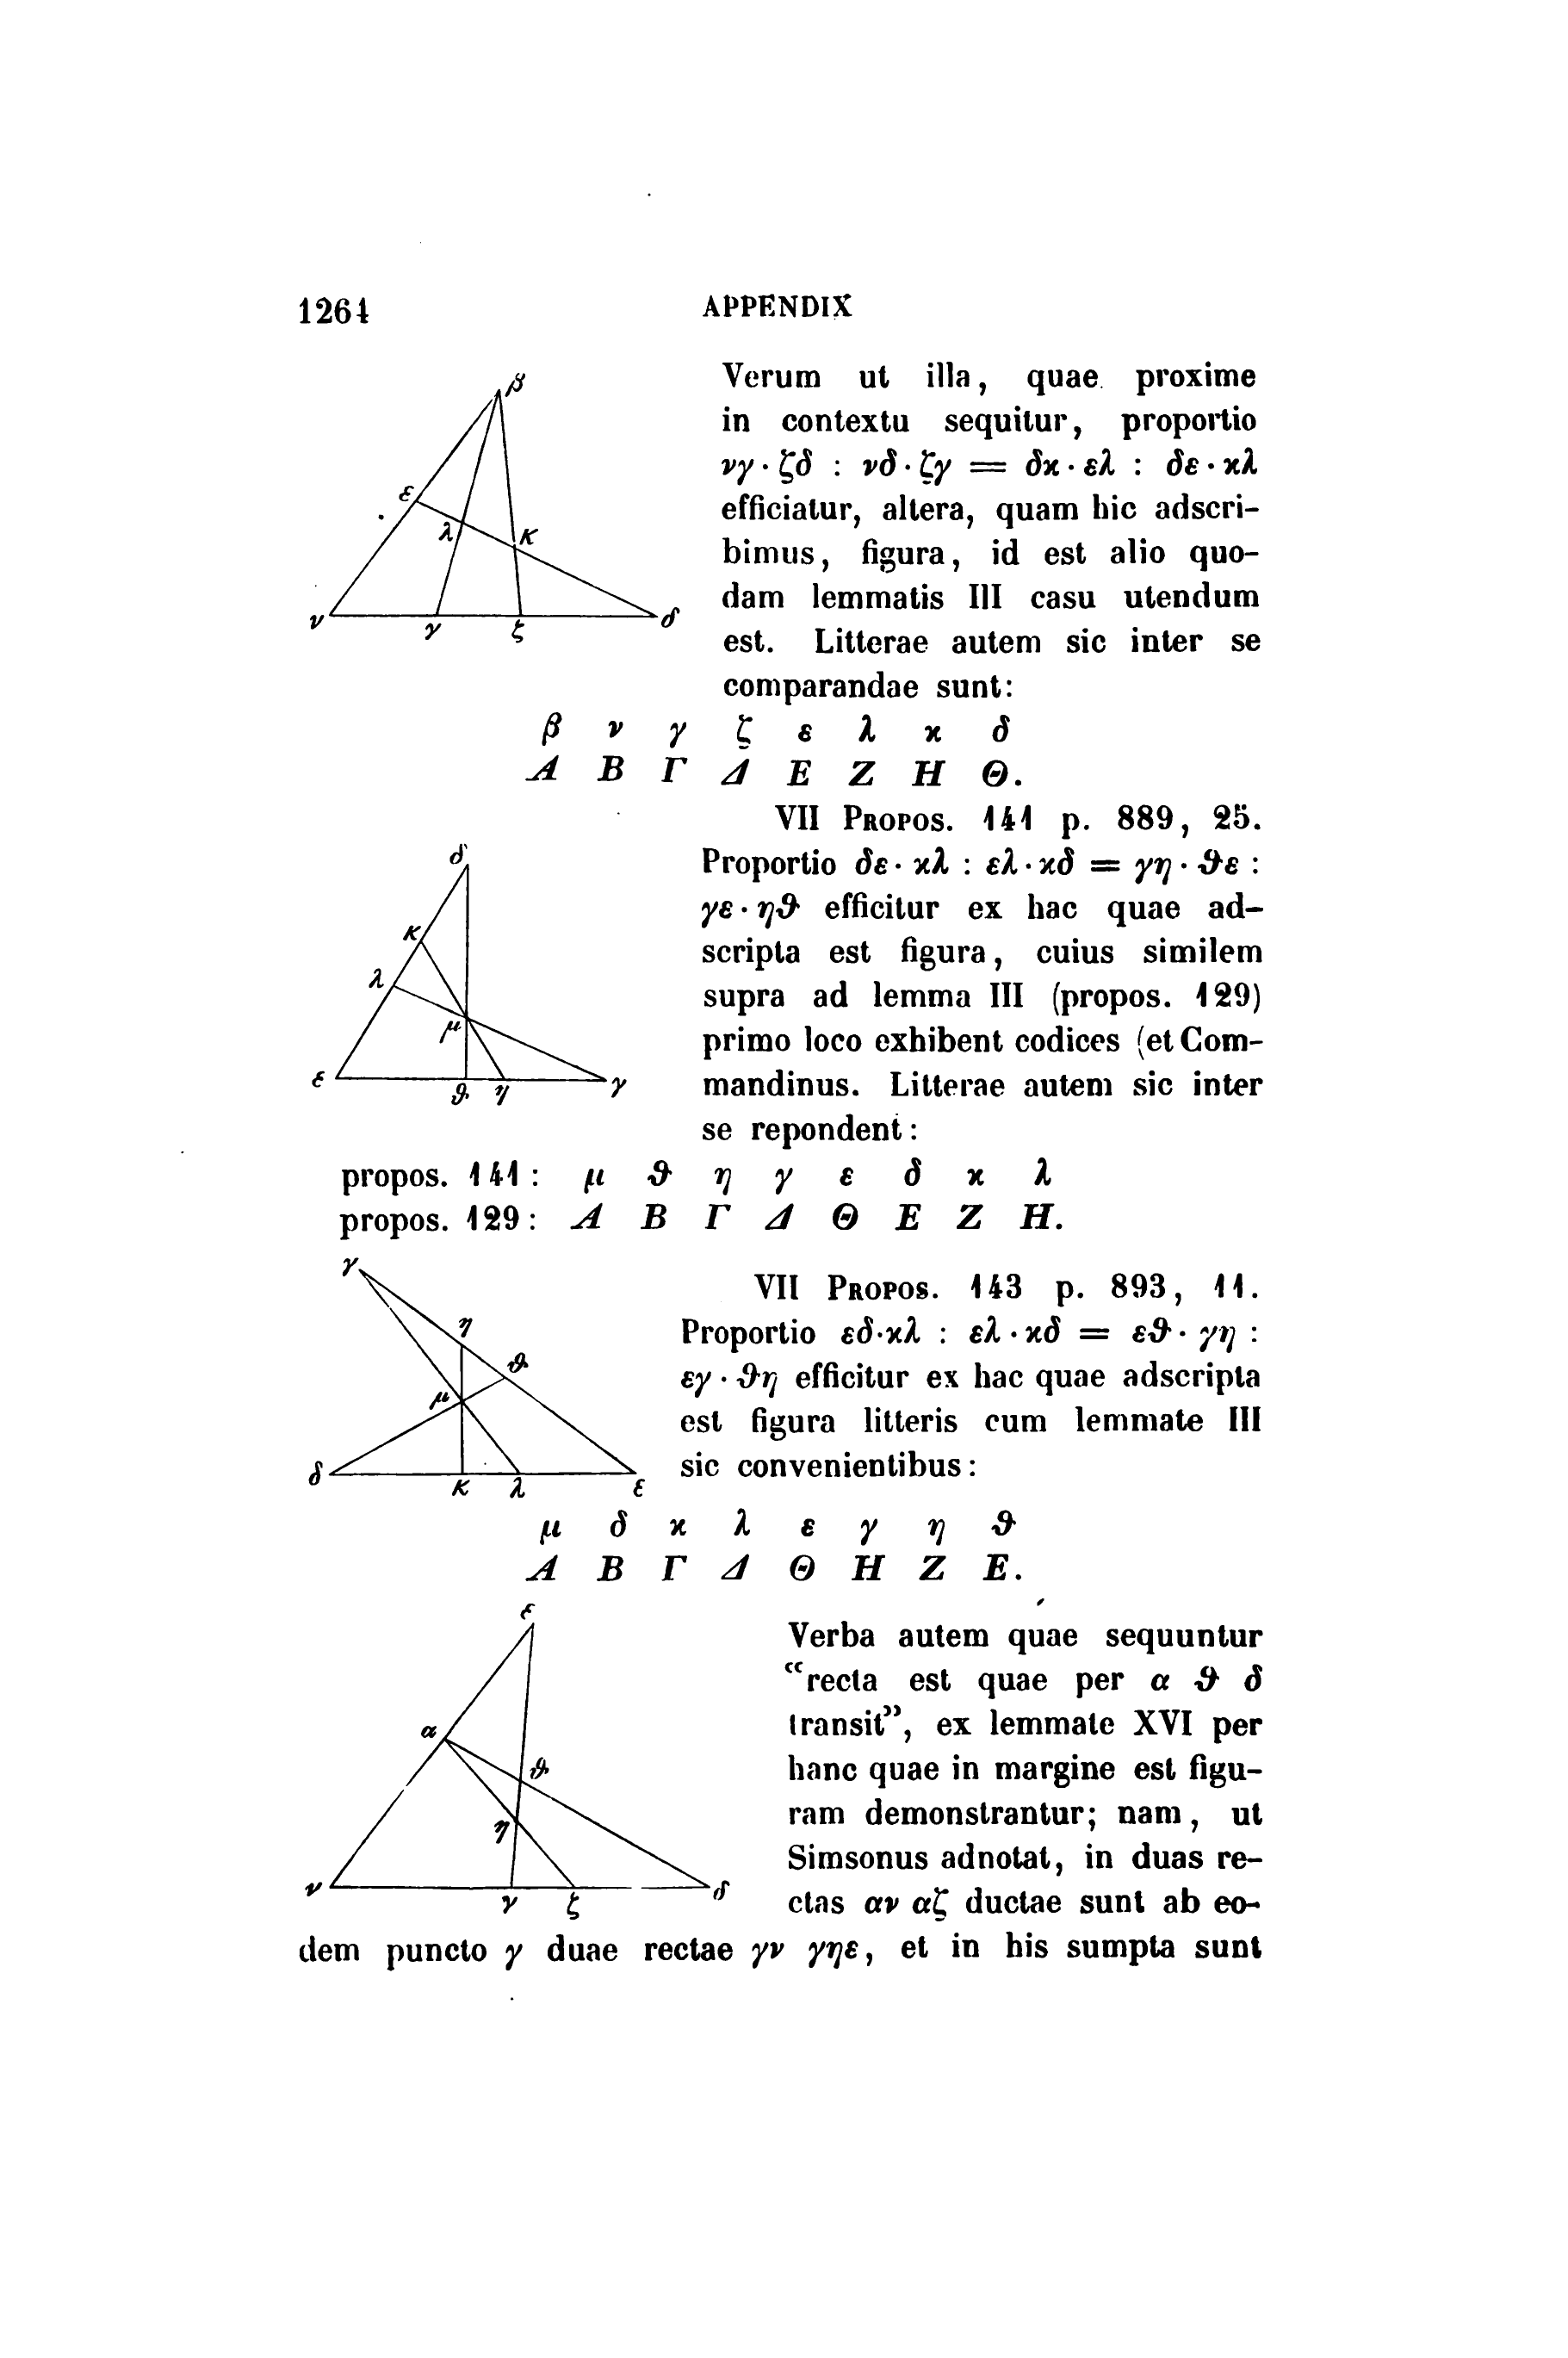 1264 APPENDIX
β
ε
λ
κ
ν
γ
ζ
δ
Verum ut illa, quae proxime
in contextu sequitur, proportio
νγ · ζδ : νδ · ζγ = δκ · ελ : δε · κλ
efficiatur, altera, quam hic adscri-
bimus, figura, id est alio quo-
dam lemmatis III casu utendum
est. Litterae autem sic inter se
comparandae sunt:
β ν γ ζ ε λ κ δ
Α Β Γ Δ Ε Ζ Η Θ.
δ
κ
λ
μ
ε
ϑ
η
γ
VII PROPOS. 141 p. 889, 25.
Proportio δε · κλ : ελ · κδ = γη · ϑε :
γε · ηϑ efficitur ex hac quae ad-
scripta est figura, cuius similem
supra ad lemma III (propos. 129)
primo loco exhibent codices (et Com-
mandinus. Litterae autem sic inter
se repondent:
propos. 141: μ ϑ η γ ε δ κ λ
propos. 129: Α Β Γ Δ Θ Ε Ζ Η.
γ
η
ϑ
μ
δ
κ
λ
ε
VII PROPOS. 143 p. 893, 11.
Proportio εδ · κλ : ελ · κδ = εϑ · γη :
εγ · ϑη efficitur ex hac quae adscripta
est figura litteris cum lemmate III
sic convenientibus:
μ δ κ λ ε γ η ϑ
Α Β Γ Δ Θ Η Ζ Ε.
ε
α
ϑ
η
ν
γ
ζ
δ
Verba autem quae sequuntur
“recta est quae per α ϑ δ
transit”, ex lemmate XVI per
hanc quae in margine est figu-
ram demonstrantur; nam, ut
Simsonus adnotat, in duas re-
ctas αν αζ ductae sunt ab eo-
dem puncto γ duae rectae γν γηε, et in his sumpta sunt